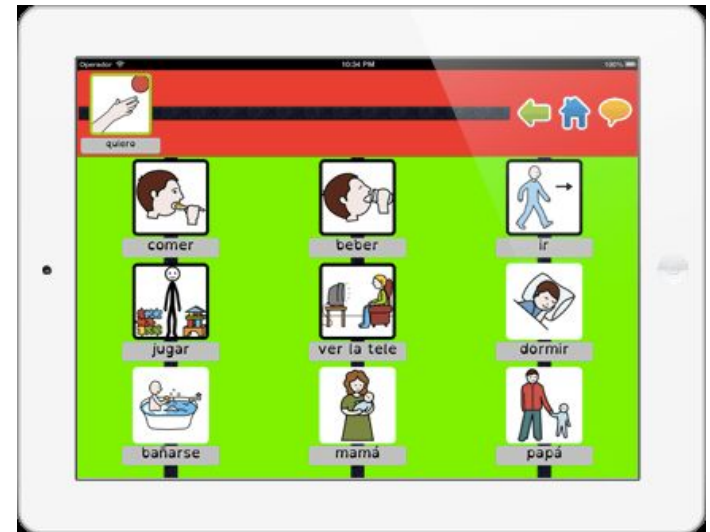 Operador 10:34 PM 100%
quiero
comer beber ir
jugar ver la tele dormir
bañarse mamá papá